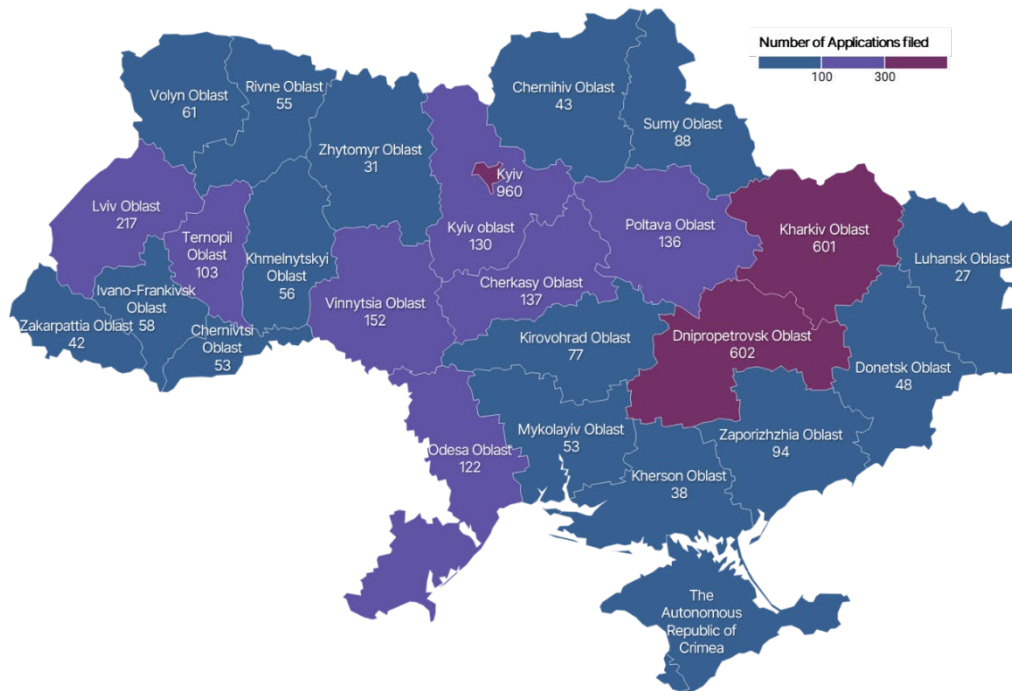 Number of Applications filed
100 300
Volyn Oblast
61
Rivne Oblast
55
Zhytomyr Oblast
31
Chernihiv Oblast
43
Sumy Oblast
88
Kyiv
960
Kyiv oblast
130
Lviv Oblast
217
Ternopil
Oblast
103
Khmelnytskyi
Oblast
56
Ivano-Frankivsk
Oblast
58
Zakarpattia Oblast
42
Chernivtsi
Oblast
53
Vinnytsia Oblast
152
Cherkasy Oblast
137
Poltava Oblast
136
Kharkiv Oblast
601
Luhansk Oblast
27
Kirovohrad Oblast
77
Dnipropetrovsk Oblast
602
Donetsk Oblast
48
Odesa Oblast
122
Mykolayiv Oblast
53
Zaporizhzhia Oblast
94
Kherson Oblast
38
The
Autonomous
Republic of
Crimea